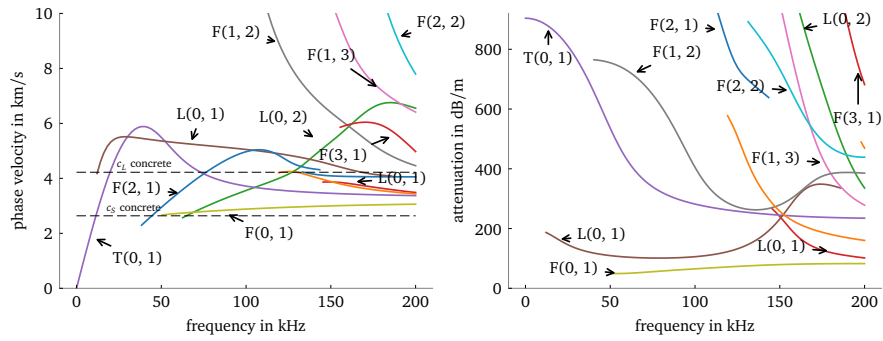 10
8
6
4
2
0
phase velocity in km/s
F(1, 2)
F(2, 2)
F(1, 3)
L(0, 1)
L(0, 2)
F(3, 1)
c_L concrete
F(2, 1)
L(0, 1)
c_S concrete
F(0, 1)
T(0, 1)
0 50 100 150 200
frequency in kHz
800
600
400
200
0
attenuation in dB/m
F(2, 1)
L(0, 2)
T(0, 1)
F(1, 2)
F(2, 2)
F(3, 1)
F(1, 3)
L(0, 1)
L(0, 1)
F(0, 1)
0 50 100 150 200
frequency in kHz